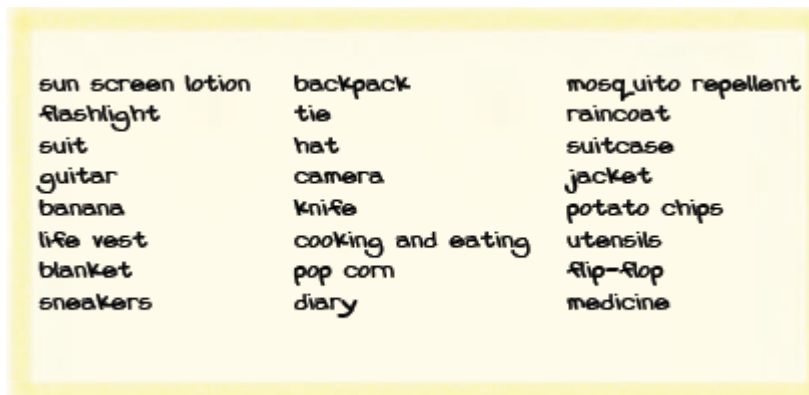 sun screen lotion
flashlight
suit
guitar
banana
life vest
blanket
sneakers
backpack
tie
hat
camera
knife
cooking and eating
pop corn
diary
mosquito repellent
raincoat
suitcase
jacket
potato chips
utensils
flip-flop
medicine